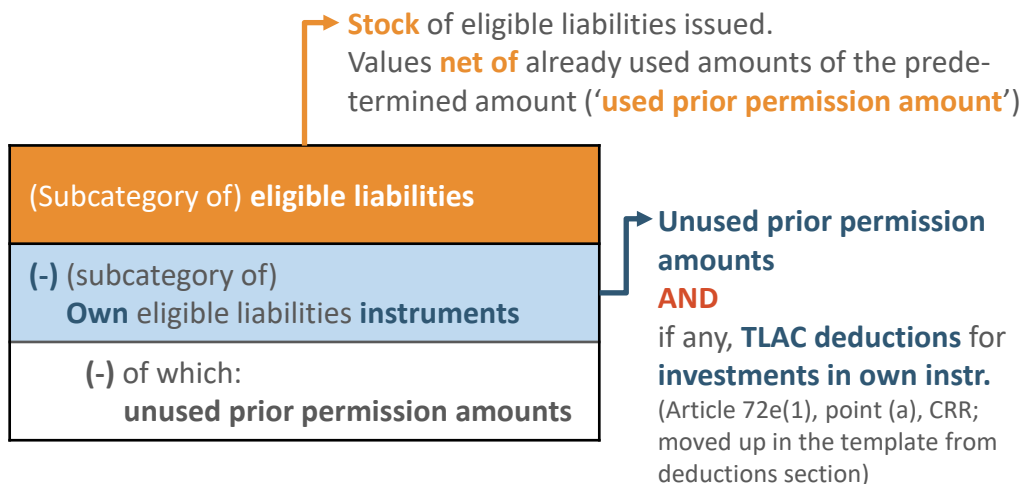 Stock of eligible liabilities issued.
Values net of already used amounts of the prede-
termined amount (‘used prior permission amount’)
(Subcategory of) eligible liabilities
(-) (subcategory of)
Own eligible liabilities instruments
(-) of which:
unused prior permission amounts
Unused prior permission
amounts
AND
if any, TLAC deductions for
investments in own instr.
(Article 72e(1), point (a), CRR;
moved up in the template from
deductions section)